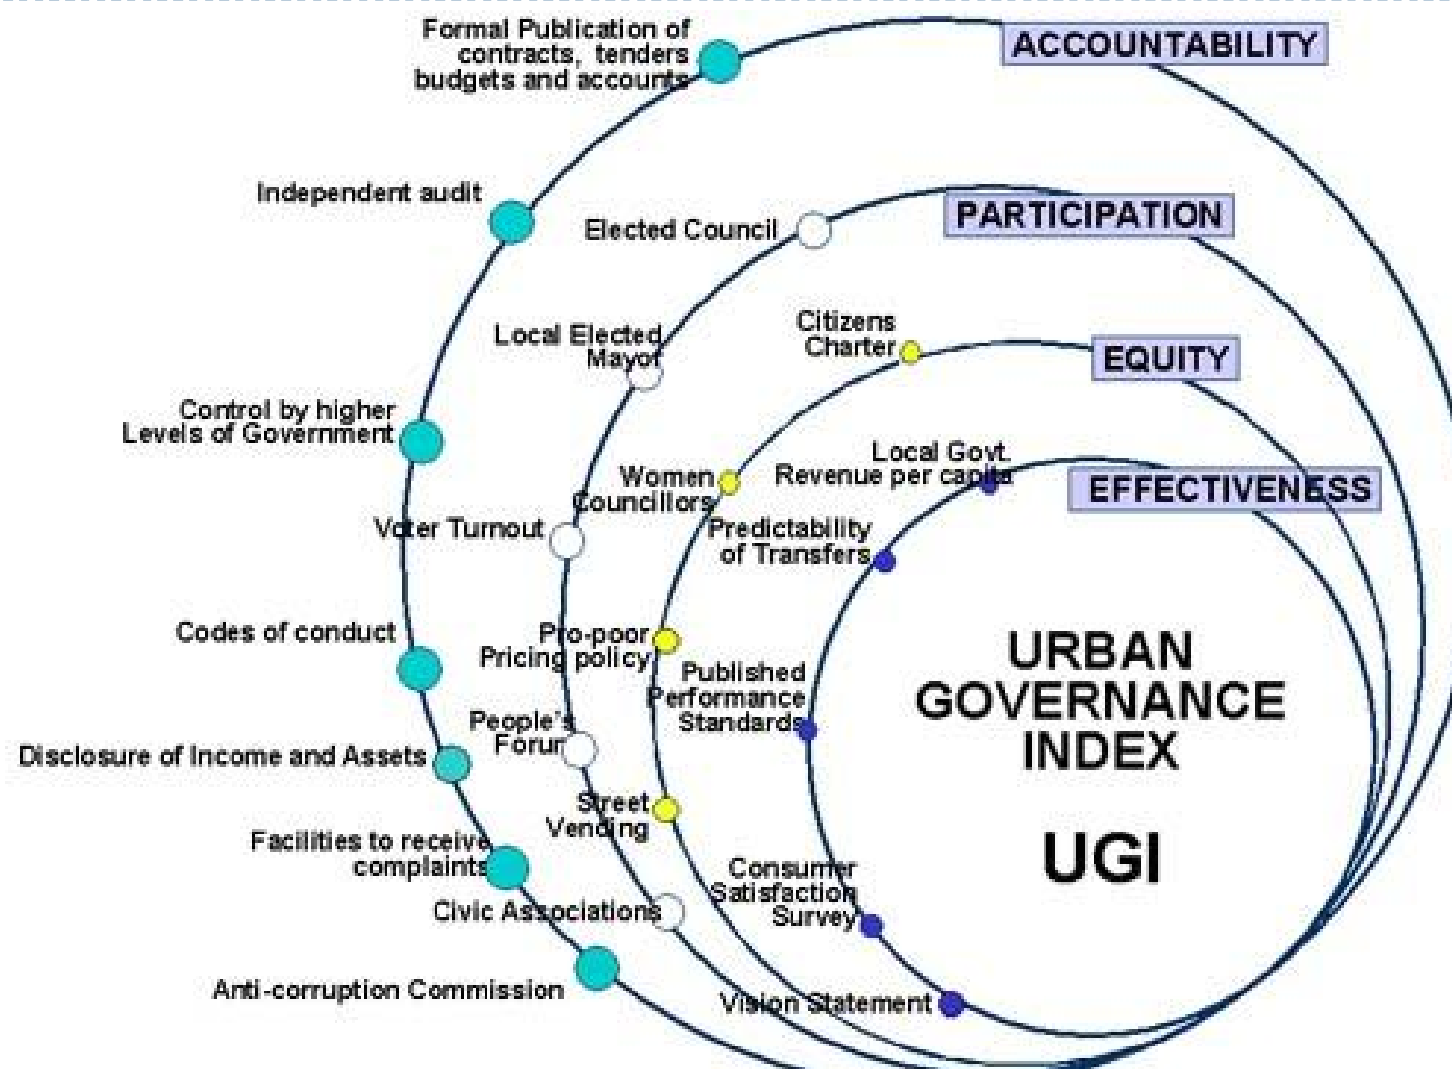 Formal Publication of
contracts, tenders
budgets and accounts
ACCOUNTABILITY
Independent audit
Elected Council
PARTICIPATION
Local Elected
Mayor
Citizens
Charter
EQUITY
Control by higher
Levels of Government
Women
Councillors
Local Govt.
Revenue per capita
EFFECTIVENESS
Voter Turnout
Predictability
of Transfers
Codes of conduct
Pro-poor
Pricing policy
Published
Performance
Standards
URBAN
GOVERNANCE
INDEX
UGI
People's
Forum
Disclosure of Income and Assets
Street
Vending
Facilities to receive
complaints
Consumer
Satisfaction
Survey
Civic Associations
Anti-corruption Commission
Vision Statement